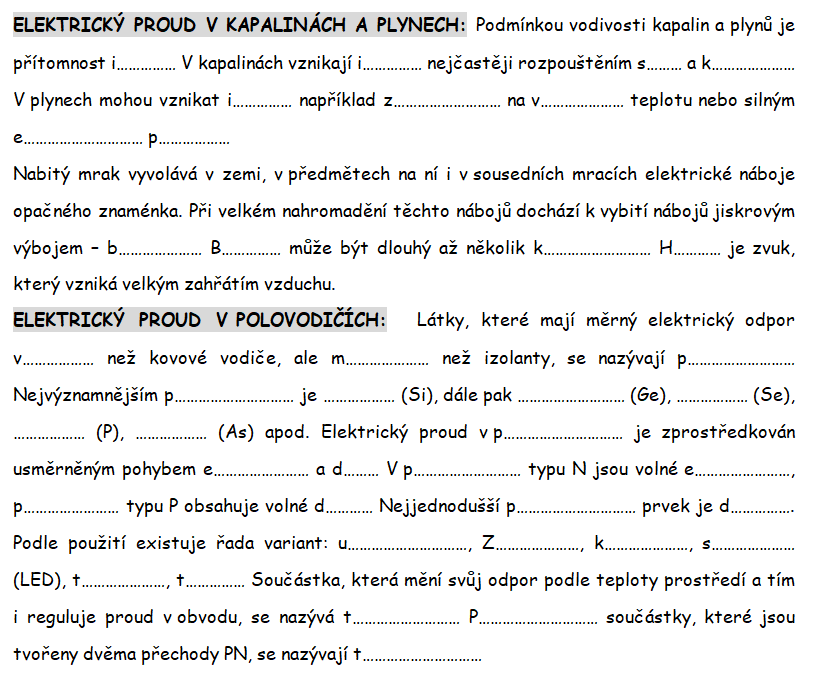 ELEKTRICKÝ PROUD V KAPALINÁCH A PLYNECH: Podmínkou vodivosti kapalin a plynů je
přítomnost i…………… V kapalinách vznikají i…………… nejčastěji rozpouštěním s……… a k…………………
V plynech mohou vznikat i…………… například z……………………… na v………………… teplotu nebo silným
e………………………… p………………
Nabitý mrak vyvolává v zemi, v předmětech na ní i v sousedních mracích elektrické náboje
opačného znaménka. Při velkém nahromadění těchto nábojů dochází k vybití nábojů jiskrovým
výbojem – b………………… B…………… může být dlouhý až několik k……………………… H………… je zvuk,
který vzniká velkým zahřátím vzduchu.
ELEKTRICKÝ PROUD V POLOVODIČÍCH: Látky, které mají měrný elektrický odpor
v……………… než kovové vodiče, ale m………………… než izolanty, se nazývají p………………………
Nejvýznamnějším p………………………… je ……………… (Si), dále pak ……………………… (Ge), ……………… (Se),
……………… (P), ……………… (As) apod. Elektrický proud v p………………………… je zprostředkován
usměrněným pohybem e…………………… a d……… V p……………………… typu N jsou volné e……………………,
p…………………… typu P obsahuje volné d………… Nejjednodušší p………………………… prvek je d……………..
Podle použití existuje řada variant: u…………………………, Z…………………, k…………………, s…………………
(LED), t…………………, t…………… Součástka, která mění svůj odpor podle teploty prostředí a tím
i reguluje proud v obvodu, se nazývá t……………………… P………………………… součástky, které jsou
tvořeny dvěma přechody PN, se nazývají t…………………………